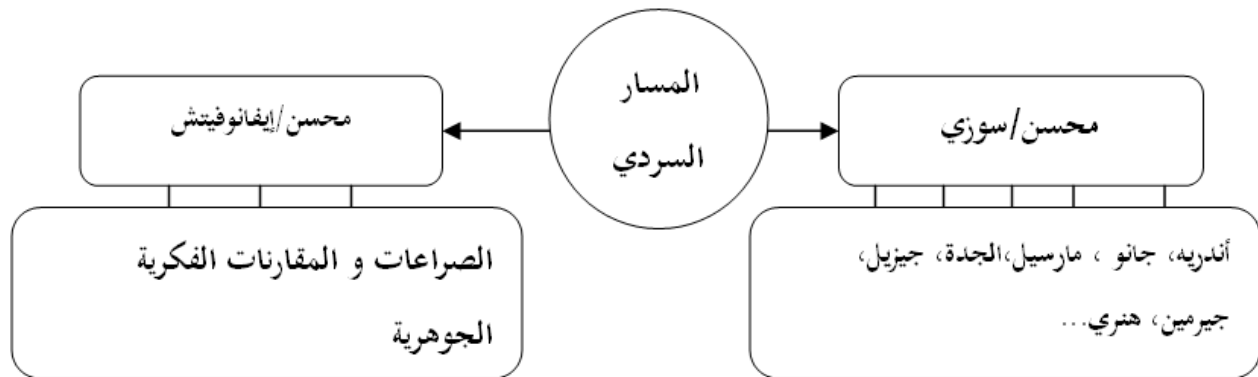 المسار
السردي
محسن/سوزي
محسن/إيفانوفيتش
أندريه، جانو ، مارسيل،الجدة، جيزيل،
جيرمين، هنري...
الصراعات و المقارنات الفكرية
الجوهرية